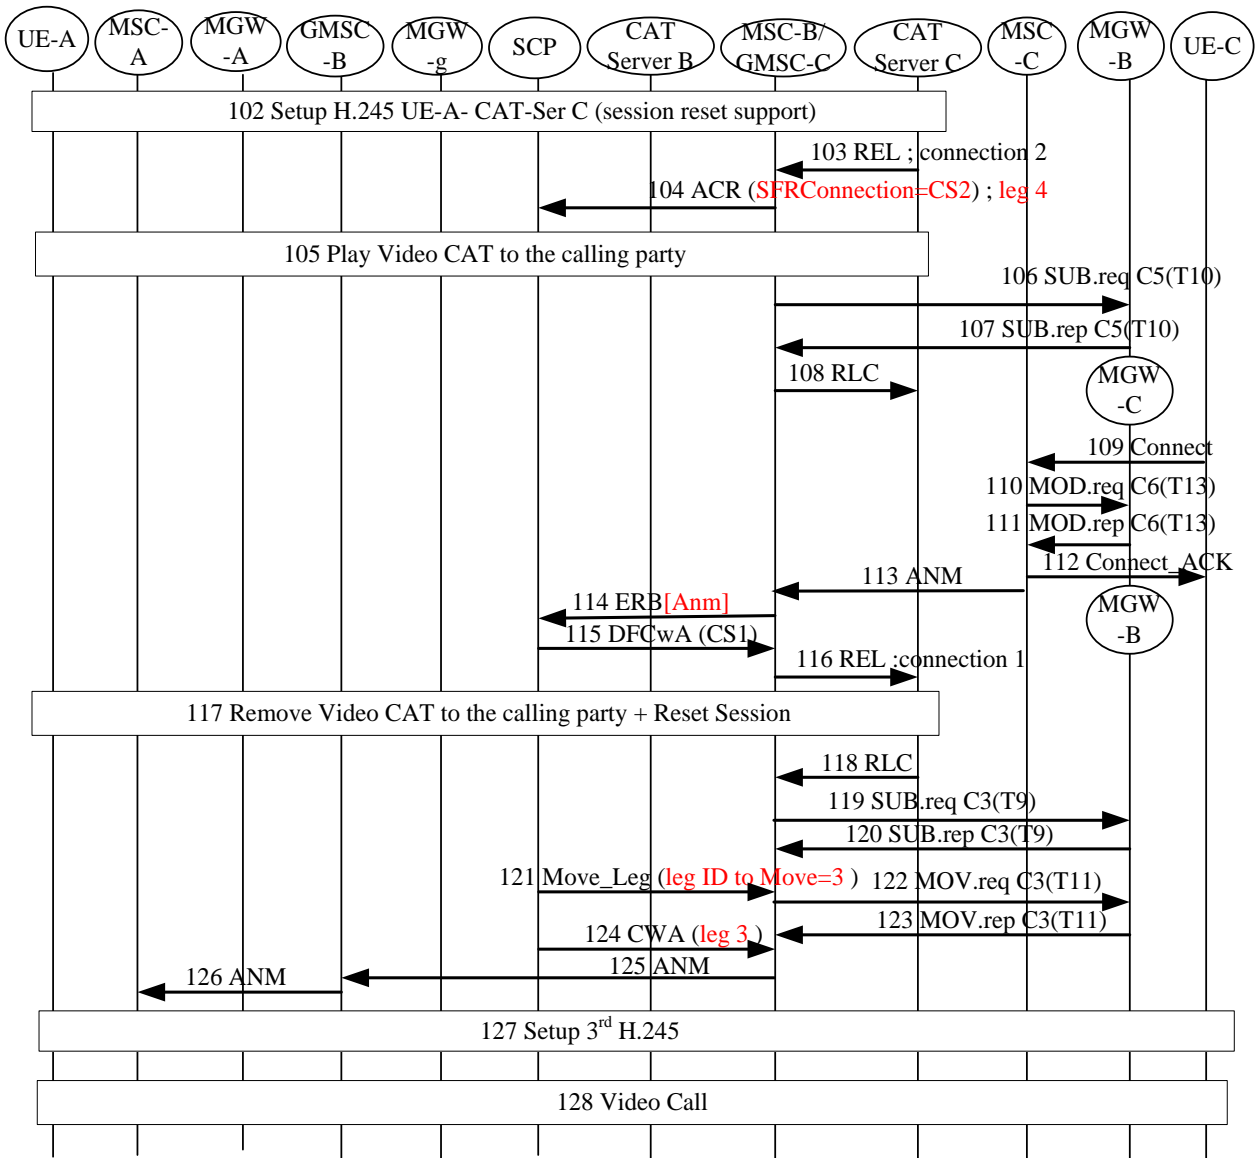 UE-A
MSC-
A
MGW
-A
GMSC
-B
MGW
-g
SCP
CAT
Server B
MSC-B/
GMSC-C
CAT
Server C
MSC
-C
MGW
-B
UE-C
102 Setup H.245 UE-A- CAT-Ser C (session reset support)
103 REL ; connection 2
104 ACR (SFRConnection=CS2) ; leg 4
105 Play Video CAT to the calling party
106 SUB.req C5(T10)
107 SUB.rep C5(T10)
108 RLC
MGW
-C
109 Connect
110 MOD.req C6(T13)
111 MOD.rep C6(T13)
112 Connect_ACK
113 ANM
114 ERB[Anm]
MGW
-B
115 DFCwA (CS1)
116 REL :connection 1
117 Remove Video CAT to the calling party + Reset Session
118 RLC
119 SUB.req C3(T9)
120 SUB.rep C3(T9)
121 Move_Leg (leg ID to Move=3 )
122 MOV.req C3(T11)
123 MOV.rep C3(T11)
124 CWA (leg 3 )
125 ANM
126 ANM
127 Setup 3rd H.245
128 Video Call